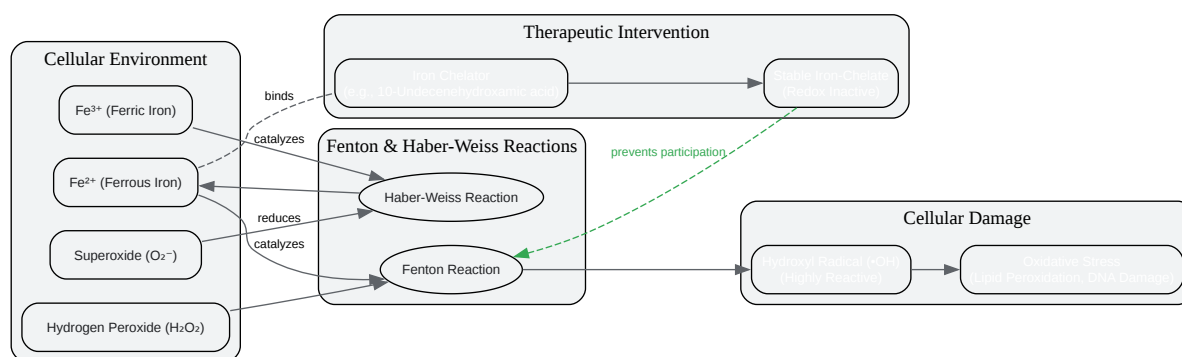 Therapeutic Intervention
Iron Chelator
(e.g., 10-Undecenehydroxamic acid)
Stable Iron-Chelate
(Redox Inactive)
Cellular Environment
Fe³⁺ (Ferric Iron)
Fe²⁺ (Ferrous Iron)
Superoxide (O₂⁻)
Hydrogen Peroxide (H₂O₂)
binds
catalyzes
reduces
catalyzes
Fenton & Haber-Weiss Reactions
Haber-Weiss Reaction
Fenton Reaction
prevents participation
Cellular Damage
Hydroxyl Radical (•OH)
(Highly Reactive)
Oxidative Stress
(Lipid Peroxidation, DNA Damage)